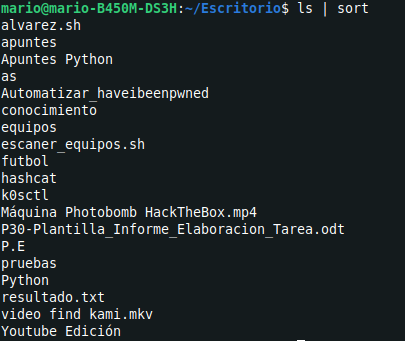 mario@mario-B450M-DS3H:~/Escritorio$ ls | sort
alvarez.sh
apuntes
Apuntes Python
as
Automatizar_haveibeenpwned
conocimiento
equipos
escaner_equipos.sh
futbol
hashcat
k0sctl
Máquina Photobomb HackTheBox.mp4
P30-Plantilla_Informe_Elaboracion_Tarea.odt
P.E
pruebas
Python
resultado.txt
video find kami.mkv
Youtube Edición